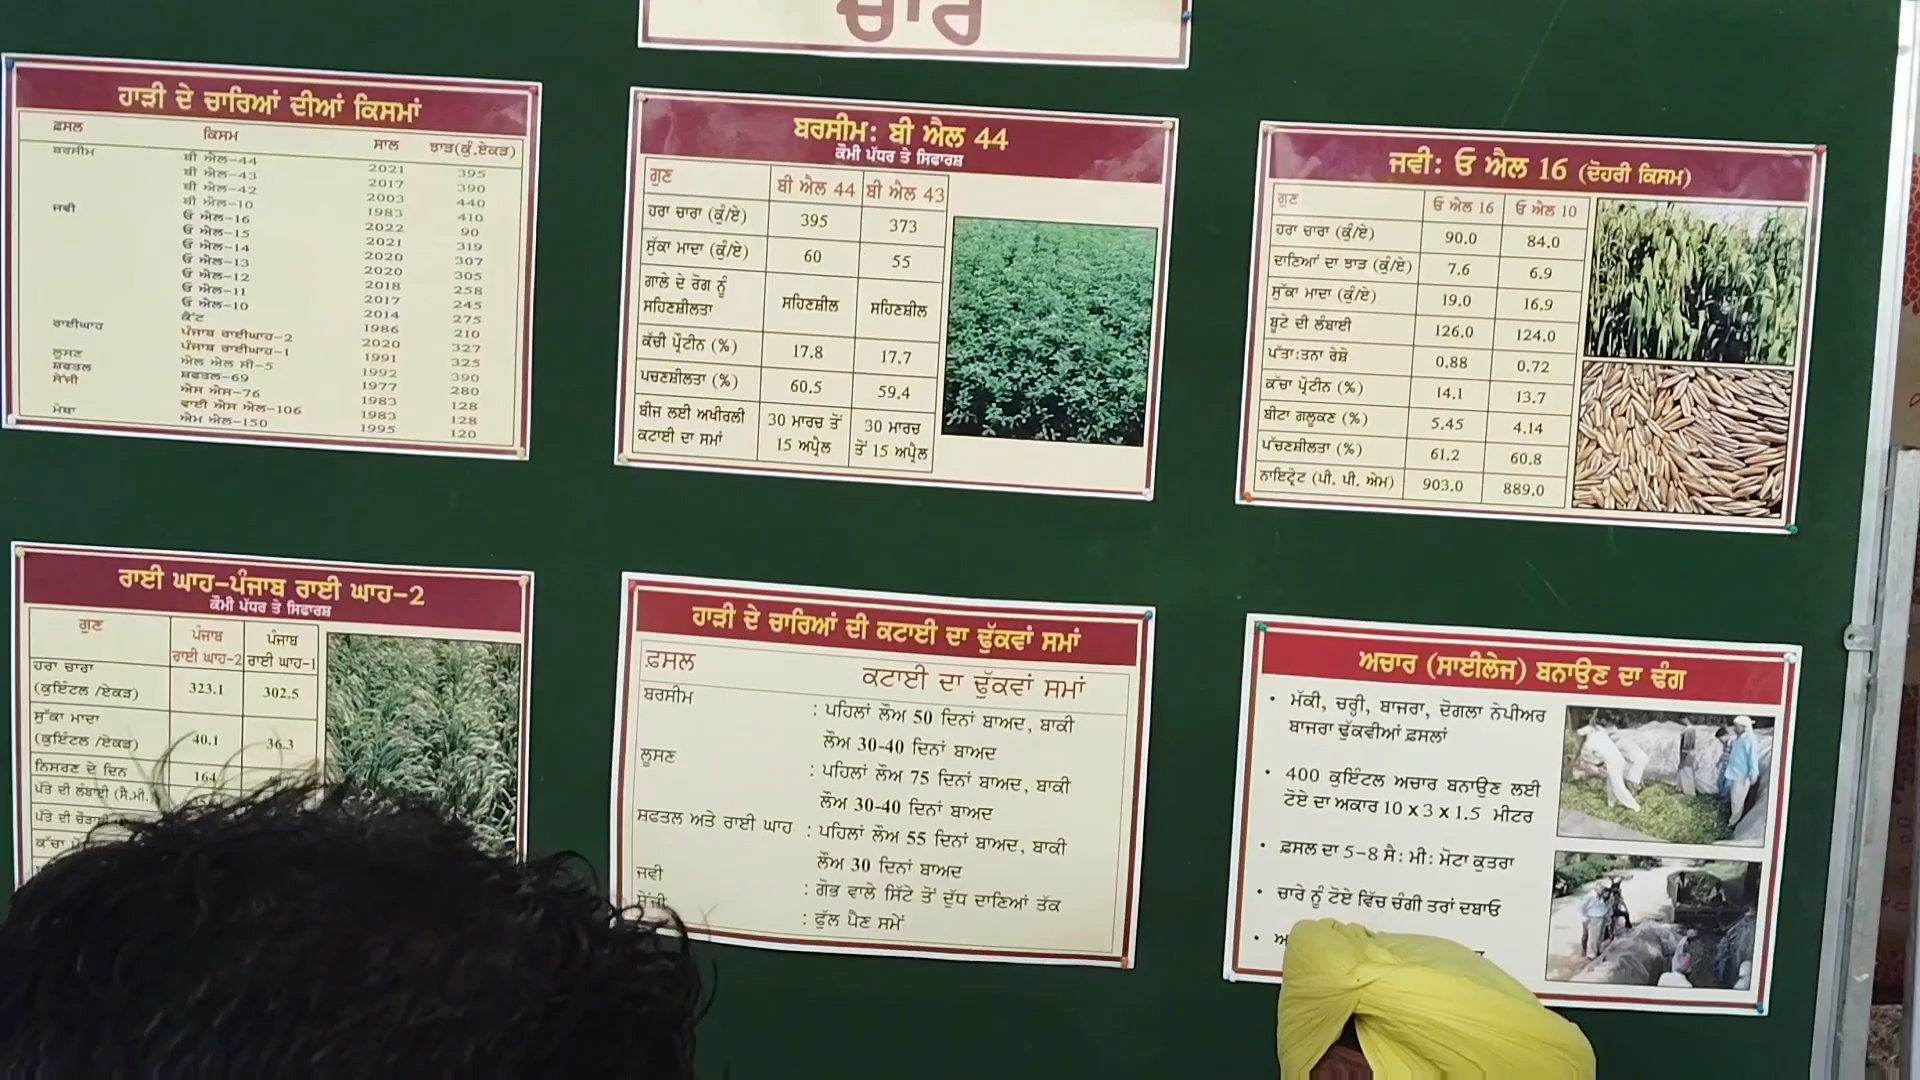 ਚਾਰੇ
ਹਾੜੀ ਦੇ ਚਾਰਿਆਂ ਦੀਆਂ ਕਿਸਮਾਂ
ਫ਼ਸਲ ਕਿਸਮ ਸਾਲ ਝਾੜ(ਕੁੰ.ਏਕੜ)
ਬਰਸੀਮ ਬੀ ਐਲ-44 2021 395
ਬੀ ਐਲ-43 2017 390
ਬੀ ਐਲ-42 2003 440
ਬੀ ਐਲ-10 1983 410
ਜਵੀ ਓ ਐਲ-16 2022 90
ਓ ਐਲ-15 2021 319
ਓ ਐਲ-14 2020 307
ਓ ਐਲ-13 2020 305
ਓ ਐਲ-12 2018 258
ਓ ਐਲ-11 2017 245
ਓ ਐਲ-10 2014 275
ਕੈਂਟ 1986 210
ਰਾਈਘਾਹ ਪੰਜਾਬ ਰਾਈਘਾਹ-2 2020 327
ਪੰਜਾਬ ਰਾਈਘਾਹ-1 1991 325
ਲੂਸਣ ਐਲ ਐਲ ਸੀ-5 1992 390
ਸ਼ਫਤਲ ਸ਼ਫਤਲ-69 1977 280
ਸੇਂਜੀ ਐਸ ਐਸ-76 1983 128
ਵਾਈ ਐਸ ਐਲ-106 1983 128
ਮੇਥਾ ਐਮ ਐਲ-150 1995 120
ਬਰਸੀਮ: ਬੀ ਐਲ 44
ਕੌਮੀ ਪੱਧਰ ਤੇ ਸਿਫਾਰਸ਼
ਗੁਣ ਬੀ ਐਲ 44 ਬੀ ਐਲ 43
ਹਰਾ ਚਾਰਾ (ਕੁੰ/ਏ) 395 373
ਸੁੱਕਾ ਮਾਦਾ (ਕੁੰ/ਏ) 60 55
ਗਾਲੇ ਦੇ ਰੋਗ ਨੂੰ
ਸਹਿਣਸ਼ੀਲਤਾ ਸਹਿਣਸ਼ੀਲ ਸਹਿਣਸ਼ੀਲ
ਕੱਚੀ ਪ੍ਰੋਟੀਨ (%) 17.8 17.7
ਪਚਣਸ਼ੀਲਤਾ (%) 60.5 59.4
ਬੀਜ ਲਈ ਅਖੀਰਲੀ 30 ਮਾਰਚ ਤੋਂ 30 ਮਾਰਚ
ਕਟਾਈ ਦਾ ਸਮਾਂ 15 ਅਪ੍ਰੈਲ ਤੋਂ 15 ਅਪ੍ਰੈਲ
ਜਵੀ: ਓ ਐਲ 16 (ਦੋਹਰੀ ਕਿਸਮ)
ਗੁਣ ਓ ਐਲ 16 ਓ ਐਲ 10
ਹਰਾ ਚਾਰਾ (ਕੁੰ/ਏ) 90.0 84.0
ਦਾਣਿਆਂ ਦਾ ਝਾੜ (ਕੁੰ/ਏ) 7.6 6.9
ਸੁੱਕਾ ਮਾਦਾ (ਕੁੰ/ਏ) 19.0 16.9
ਬੂਟੇ ਦੀ ਲੰਬਾਈ 126.0 124.0
ਪੱਤਾ:ਤਨਾ ਰੇਸ਼ੋ 0.88 0.72
ਕੱਚਾ ਪ੍ਰੋਟੀਨ (%) 14.1 13.7
ਬੀਟਾ ਗਲੂਕਣ (%) 5.45 4.14
ਪੱਚਣਸ਼ੀਲਤਾ (%) 61.2 60.8
ਨਾਇਟ੍ਰੇਟ (ਪੀ. ਪੀ. ਐਮ) 903.0 889.0
ਰਾਈ ਘਾਹ-ਪੰਜਾਬ ਰਾਈ ਘਾਹ-2
ਕੌਮੀ ਪੱਧਰ ਤੇ ਸਿਫਾਰਸ਼
ਗੁਣ ਪੰਜਾਬ ਪੰਜਾਬ
ਰਾਈ ਘਾਹ-2 ਰਾਈ ਘਾਹ-1
ਹਰਾ ਚਾਰਾ
(ਕੁਇੰਟਲ /ਏਕੜ) 323.1 302.5
ਸੁੱਕਾ ਮਾਦਾ
(ਕੁਇੰਟਲ /ਏਕੜ) 40.1 36.3
ਨਿਸਰਣ ਦੇ ਦਿਨ 164
ਪੱਤੇ ਦੀ ਲੰਬਾਈ (ਸੈ.ਮੀ.)
ਪੱਤੇ ਦੀ
ਕੱਚਾ
ਹਾੜੀ ਦੇ ਚਾਰਿਆਂ ਦੀ ਕਟਾਈ ਦਾ ਢੁੱਕਵਾਂ ਸਮਾਂ
ਫ਼ਸਲ ਕਟਾਈ ਦਾ ਢੁੱਕਵਾਂ ਸਮਾਂ
ਬਰਸੀਮ : ਪਹਿਲਾਂ ਲੌਅ 50 ਦਿਨਾਂ ਬਾਅਦ, ਬਾਕੀ
ਲੌਅ 30-40 ਦਿਨਾਂ ਬਾਅਦ
ਲੂਸਣ : ਪਹਿਲਾਂ ਲੌਅ 75 ਦਿਨਾਂ ਬਾਅਦ, ਬਾਕੀ
ਲੌਅ 30-40 ਦਿਨਾਂ ਬਾਅਦ
ਸ਼ਫਤਲ ਅਤੇ ਰਾਈ ਘਾਹ : ਪਹਿਲਾਂ ਲੌਅ 55 ਦਿਨਾਂ ਬਾਅਦ, ਬਾਕੀ
ਲੌਅ 30 ਦਿਨਾਂ ਬਾਅਦ
ਜਵੀ : ਗੋਭ ਵਾਲੇ ਸਿੱਟੇ ਤੋਂ ਦੁੱਧ ਦਾਣਿਆਂ ਤੱਕ
ਸੇਂਜੀ : ਫੁੱਲ ਪੈਣ ਸਮੇਂ
ਅਚਾਰ (ਸਾਈਲੇਜ) ਬਨਾਉਣ ਦਾ ਢੰਗ
• ਮੱਕੀ, ਚਰ੍ਹੀ, ਬਾਜਰਾ, ਦੋਗਲਾ ਨੇਪੀਅਰ
ਬਾਜਰਾ ਢੁੱਕਵੀਆਂ ਫ਼ਸਲਾਂ
• 400 ਕੁਇੰਟਲ ਅਚਾਰ ਬਨਾਉਣ ਲਈ
ਟੋਏ ਦਾ ਅਕਾਰ 10 x 3 x 1.5 ਮੀਟਰ
• ਫ਼ਸਲ ਦਾ 5-8 ਸੈ: ਮੀ: ਮੋਟਾ ਕੁਤਰਾ
• ਚਾਰੇ ਨੂੰ ਟੋਏ ਵਿੱਚ ਚੰਗੀ ਤਰਾਂ ਦਬਾਓ